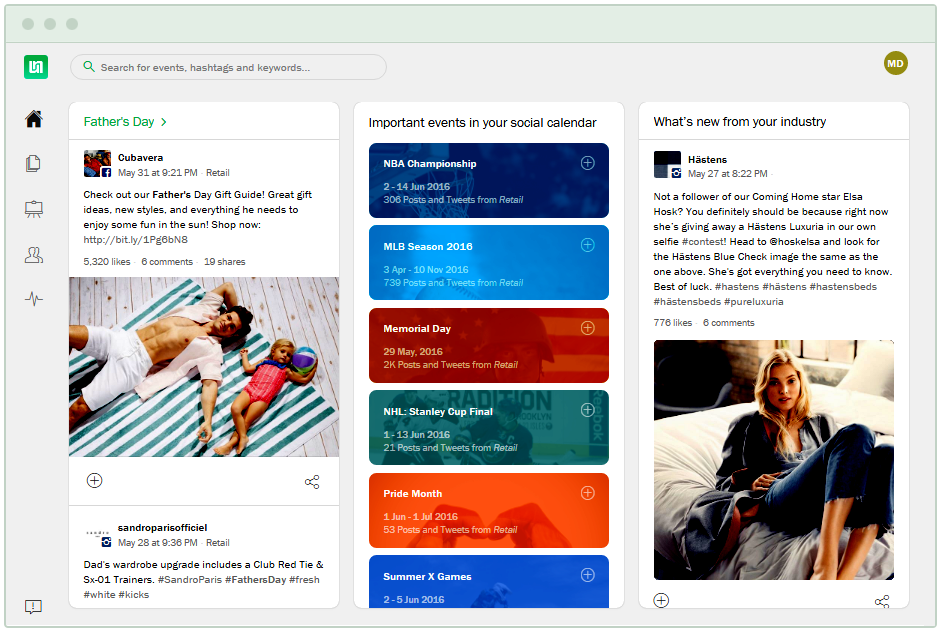 Search for events, hashtags and keywords...
MD
Father's Day
Cubavera
May 31 at 9:21 PM · Retail
Check out our Father's Day Gift Guide! Great gift
ideas, new styles, and everything he needs to
enjoy some fun in the sun! Shop now:
http://bit.ly/1Pg6bN8
5,320 likes · 6 comments · 19 shares
sandroparisofficiel
May 28 at 9:36 PM · Retail
Dad's wardrobe upgrade includes a Club Red Tie &
Sx-01 Trainers. #SandroParis #FathersDay #fresh
#white #kicks
Important events in your social calendar
NBA Championship
2 - 14 Jun 2016
306 Posts and Tweets from Retail
MLB Season 2016
3 Apr - 10 Nov 2016
739 Posts and Tweets from Retail
Memorial Day
29 May, 2016
2K Posts and Tweets from Retail
TRADITION
NHL: Stanley Cup Final
1 - 13 Jun 2016
21 Posts and Tweets from Retail
Pride Month
1 Jun - 1 Jul 2016
53 Posts and Tweets from Retail
Summer X Games
2 - 5 Jun 2016
What's new from your industry
Hästens
May 27 at 8:22 PM ·
Not a follower of our Coming Home star Elsa
Hosk? You definitely should be because right now
she's giving away a Hästens Luxuria in our own
selfie #contest! Head to @hoskelsa and look for
the Hästens Blue Check image the same as the
one above. She's got everything you need to know.
Best of luck. #hastens #hästens #hastensbeds
#hästensbeds #pureluxuria
776 likes · 6 comments